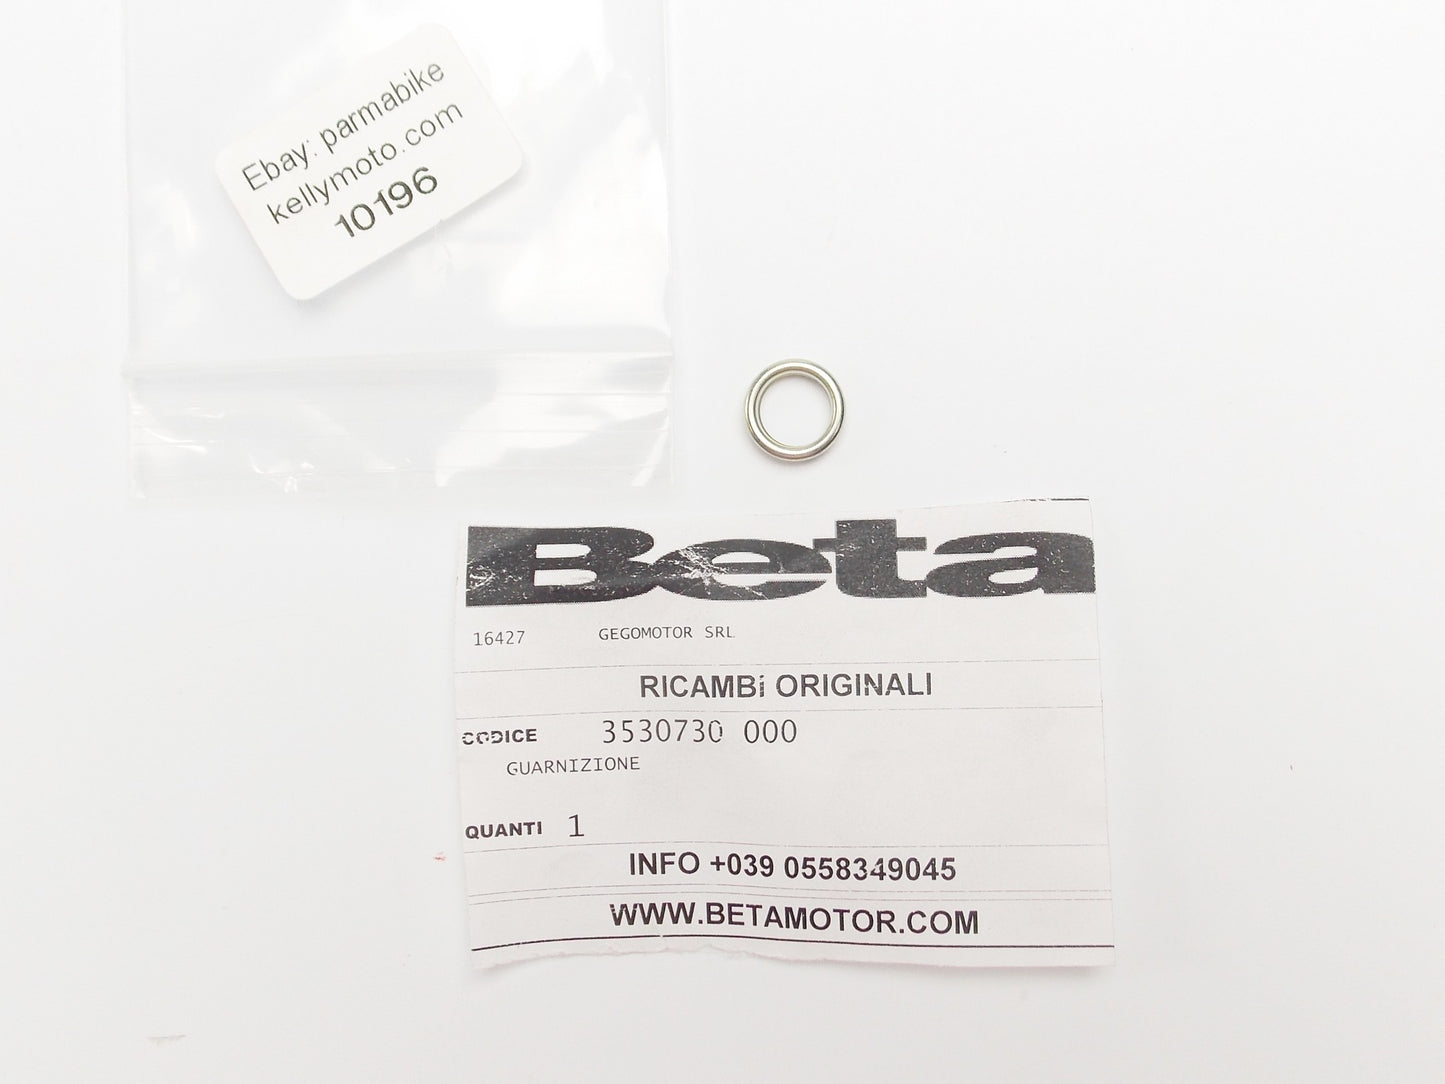 Ebay: parmabike
kellymoto.com
10196
Beta
16427 GEGOMOTOR SRL
RICAMBi ORIGINALI
CODICE 3530730 000
GUARNIZIONE
QUANTI 1
INFO +039 0558349045
WWW.BETAMOTOR.COM